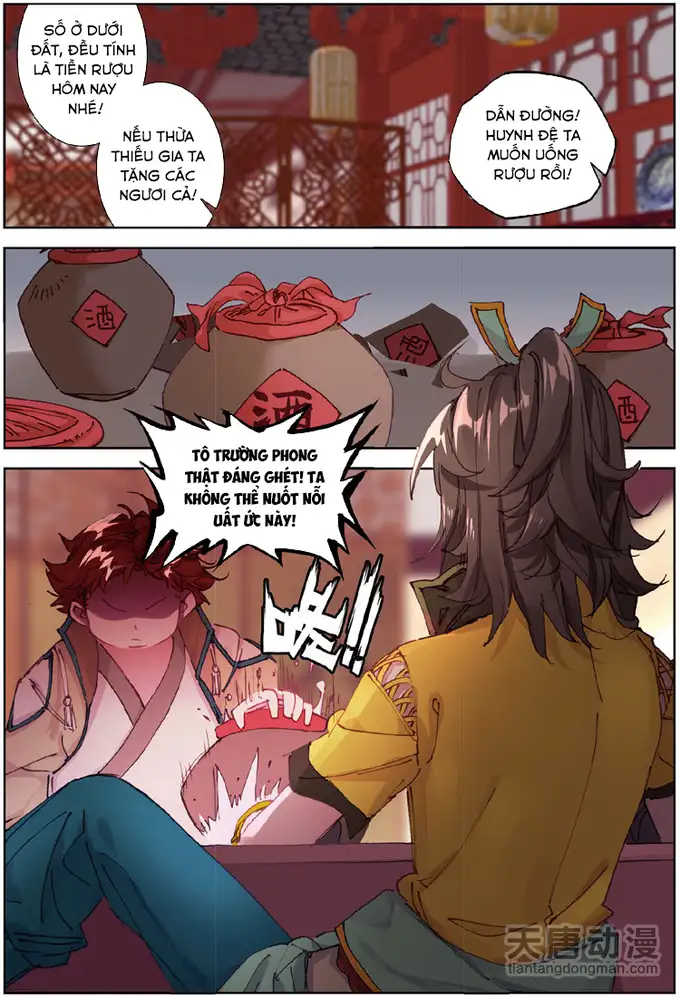 SỐ Ở DƯỚI
ĐẤT, ĐỀU TÍNH
LÀ TIỀN RƯỢU
HÔM NAY
NHÉ!
NẾU THỪA
THIẾU GIA TA
TẶNG CÁC
NGƯƠI CẢ!
DẪN ĐƯỜNG!
HUYNH ĐỆ TA
MUỐN UỐNG
RƯỢU RỒI!
酒
酒
酒
TÔ TRƯỜNG PHONG
THẬT ĐÁNG GHÉT! TA
KHÔNG THỂ NUỐT NỖI
UẤT ỨC NÀY!
天唐动漫
tiantangdongman.com